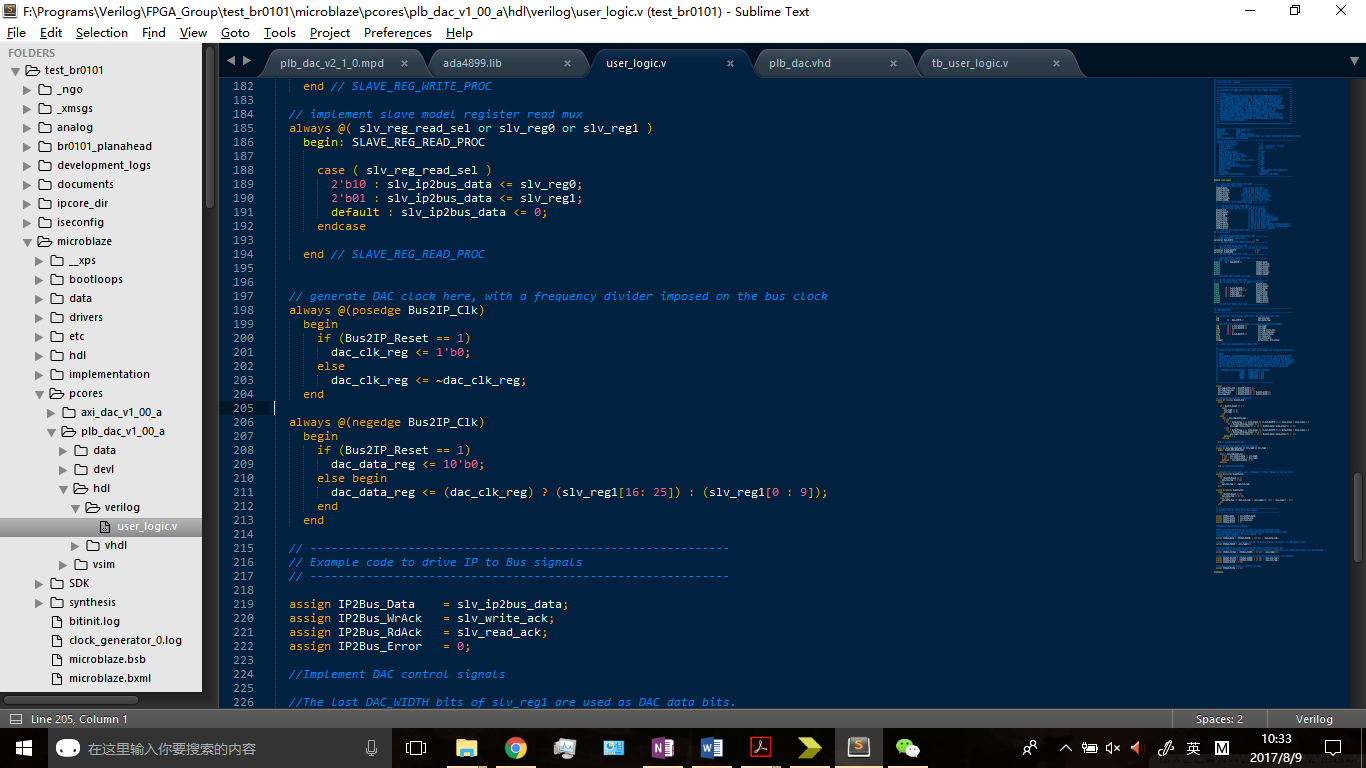 F:\Programs\Verilog\FPGA_Group\test_br0101\microblaze\pcores\plb_dac_v1_00_a\hdl\verilog\user_logic.v (test_br0101) - Sublime Text
File Edit Selection Find View Goto Tools Project Preferences Help
FOLDERS
test_br0101
_ngo
_xmsgs
analog
br0101_planahead
development_logs
documents
ipcore_dir
iseconfig
microblaze
__xps
bootloops
data
drivers
etc
hdl
implementation
pcores
axi_dac_v1_00_a
plb_dac_v1_00_a
data
devl
hdl
verilog
user_logic.v
vhdl
vsim
SDK
synthesis
bitinit.log
clock_generator_0.log
microblaze.bsb
microblaze.bxml
plb_dac_v2_1_0.mpd × ada4899.lib × user_logic.v × plb_dac.vhd × tb_user_logic.v ×
182 end // SLAVE_REG_WRITE_PROC
183
184 // implement slave model register read mux
185 always @( slv_reg_read_sel or slv_reg0 or slv_reg1 )
186 begin: SLAVE_REG_READ_PROC
187
188 case ( slv_reg_read_sel )
189 2'b10 : slv_ip2bus_data <= slv_reg0;
190 2'b01 : slv_ip2bus_data <= slv_reg1;
191 default : slv_ip2bus_data <= 0;
192 endcase
193
194 end // SLAVE_REG_READ_PROC
195
196
197 // generate DAC clock here, with a frequency divider imposed on the bus clock
198 always @(posedge Bus2IP_Clk)
199 begin
200 if (Bus2IP_Reset == 1)
201 dac_clk_reg <= 1'b0;
202 else
203 dac_clk_reg <= ~dac_clk_reg;
204 end
205
206 always @(negedge Bus2IP_Clk)
207 begin
208 if (Bus2IP_Reset == 1)
209 dac_data_reg <= 10'b0;
210 else begin
211 dac_data_reg <= (dac_clk_reg) ? (slv_reg1[16: 25]) : (slv_reg1[0 : 9]);
212 end
213 end
214
215 // ------------------------------------------------------------
216 // Example code to drive IP to Bus signals
217 // ------------------------------------------------------------
218
219 assign IP2Bus_Data = slv_ip2bus_data;
220 assign IP2Bus_WrAck = slv_write_ack;
221 assign IP2Bus_RdAck = slv_read_ack;
222 assign IP2Bus_Error = 0;
223
224 //Implement DAC control signals
225
226 //The last DAC_WIDTH bits of slv_reg1 are used as DAC data bits.
Line 205, Column 1
Spaces: 2
Verilog
在这里输入你要搜索的内容
英
M
10:33
2017/8/9